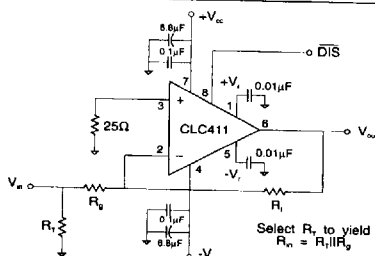 +Vcc
6.8μF
0.1μF
DIS
7
8
+Vr
0.01μF
3
+
1
25Ω
CLC411
6
Vou
2
−
5
0.01μF
4
−Vr
Vin
Rg
Rf
0.1μF
RT
6.8μF
Select RT to yield
Rin = RT||Rg
−V